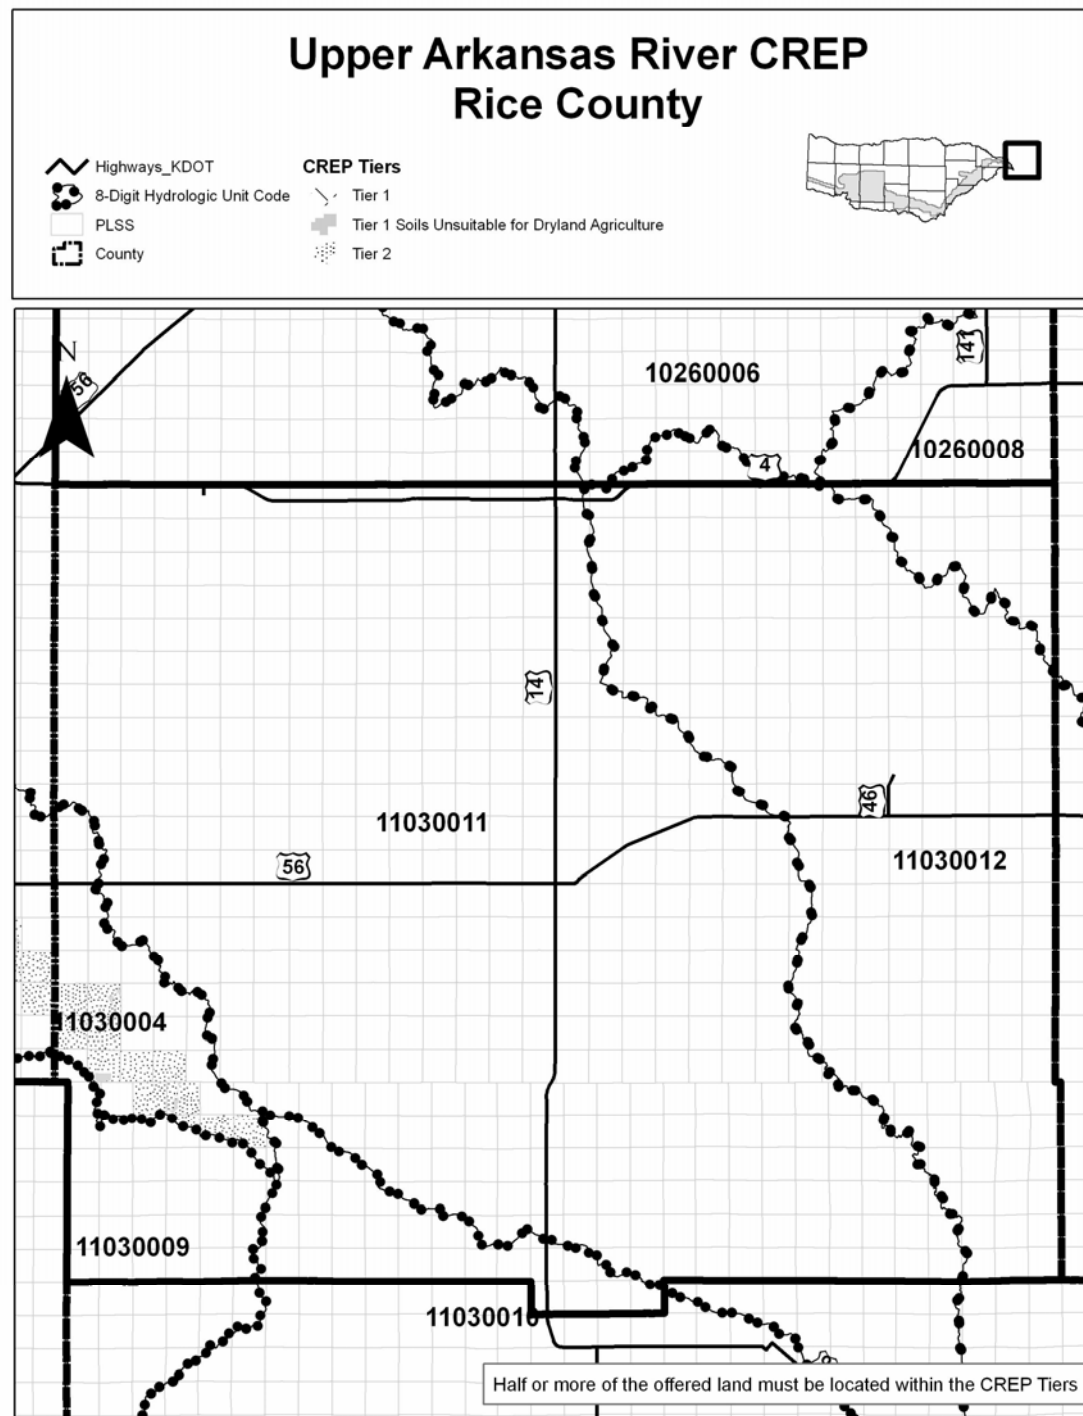 Upper Arkansas River CREP
Rice County
Highways_KDOT
8-Digit Hydrologic Unit Code
PLSS
County
CREP Tiers
Tier 1
Tier 1 Soils Unsuitable for Dryland Agriculture
Tier 2
N
56
141
10260006
10260008
4
14
46
11030011
56
11030012
11030004
11030009
11030010
Half or more of the offered land must be located within the CREP Tiers